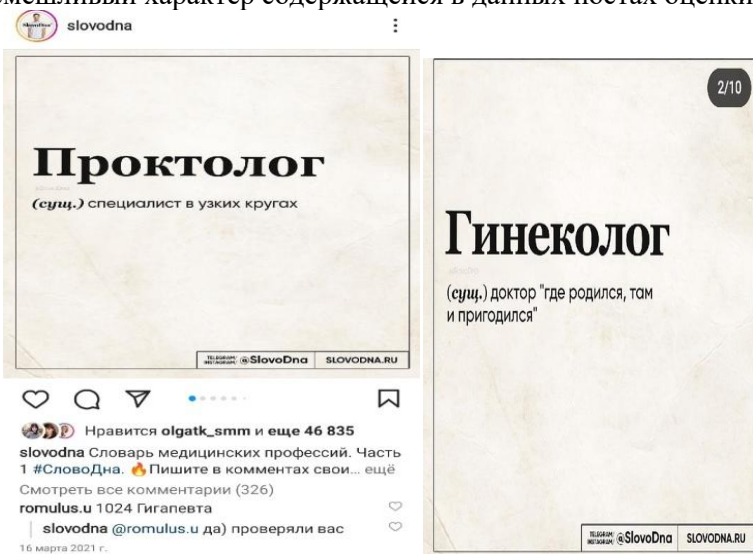 смешливый характер содержащейся в данных постах оценки
slovodna
Проктолог
(сущ.) специалист в узких кругах
@SlovoDna SLOVODNA.RU
Нравится olgatk_smm и еще 46 835
slovodna Словарь медицинских профессий. Часть
1 #СловоДна. 🔥Пишите в комментах свои... ещё
Смотреть все комментарии (326)
romulus.u 1024 Гигапевта
slovodna @romulus.u да) проверяли вас
16 марта 2021 г.
2/10
Гинеколог
(сущ.) доктор "где родился, там
и пригодился"
@SlovoDna SLOVODNA.RU